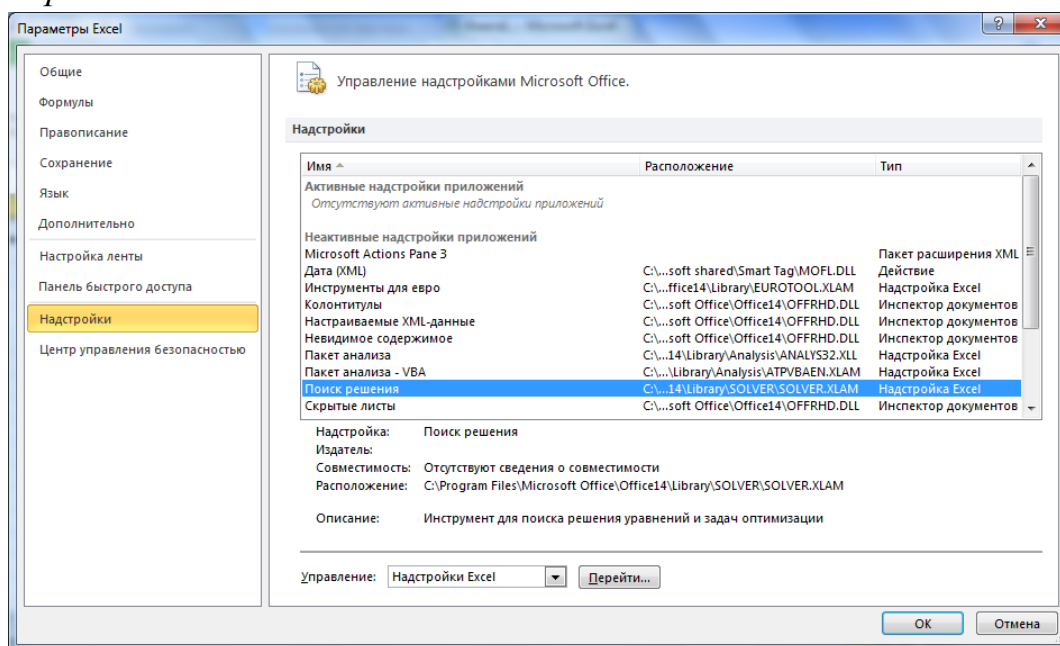 Параметры Excel
Общие
Формулы
Правописание
Сохранение
Язык
Дополнительно
Настройка ленты
Панель быстрого доступа
Надстройки
Центр управления безопасностью
Управление надстройками Microsoft Office.
Надстройки
Имя Расположение Тип
Активные надстройки приложений
Отсутствуют активные надстройки приложений
Неактивные надстройки приложений
Microsoft Actions Pane 3 Пакет расширения XML
Дата (XML) C:\...soft shared\Smart Tag\MOFL.DLL Действие
Инструменты для евро C:\...ffice14\Library\EUROTOOL.XLAM Надстройка Excel
Колонтитулы C:\...soft Office\Office14\OFFRHD.DLL Инспектор документов
Настраиваемые XML-данные C:\...soft Office\Office14\OFFRHD.DLL Инспектор документов
Невидимое содержимое C:\...soft Office\Office14\OFFRHD.DLL Инспектор документов
Пакет анализа C:\...14\Library\Analysis\ANALYS32.XLL Надстройка Excel
Пакет анализа - VBA C:\...\Library\Analysis\ATPVBAEN.XLAM Надстройка Excel
Поиск решения C:\...14\Library\SOLVER\SOLVER.XLAM Надстройка Excel
Скрытые листы C:\...soft Office\Office14\OFFRHD.DLL Инспектор документов
Надстройка: Поиск решения
Издатель:
Совместимость: Отсутствуют сведения о совместимости
Расположение: C:\Program Files\Microsoft Office\Office14\Library\SOLVER\SOLVER.XLAM
Описание: Инструмент для поиска решения уравнений и задач оптимизации
Управление: Надстройки Excel Перейти...
ОК Отмена